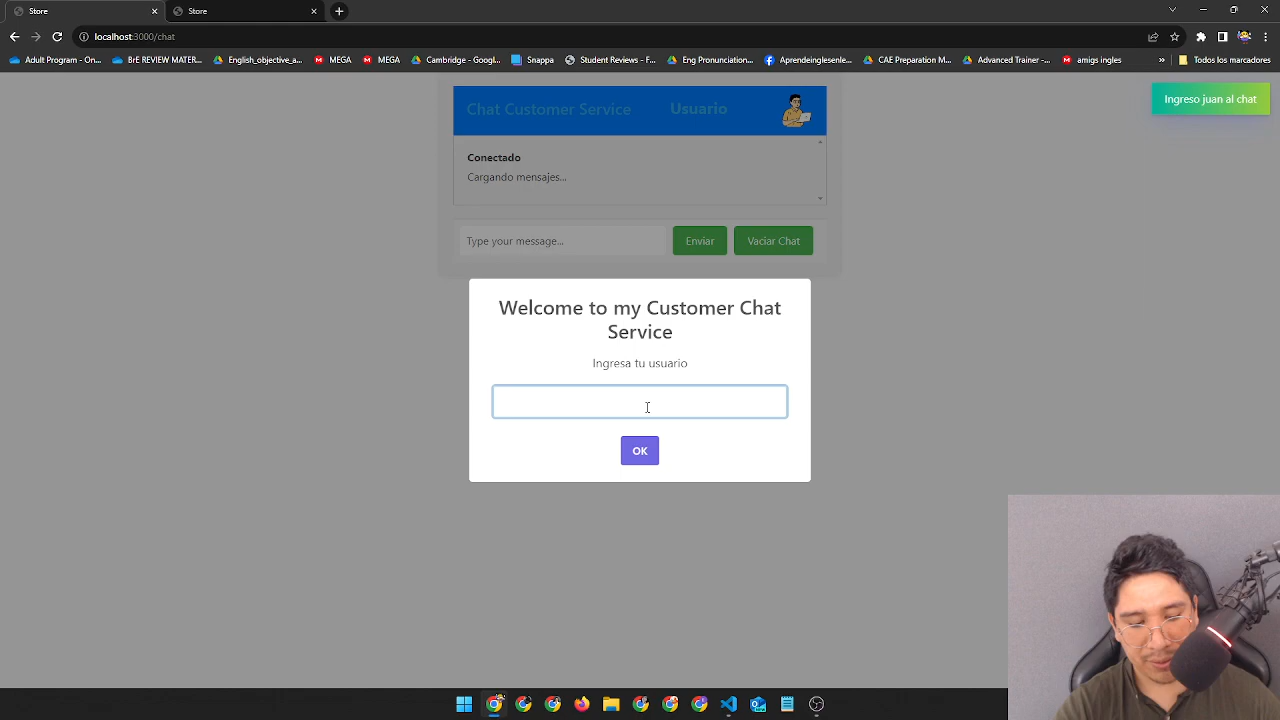 Store
Store
localhost:3000/chat
Adult Program - On...
BrE REVIEW MATER...
English_objective_a...
MEGA
MEGA
Cambridge - Googl...
Snappa
Student Reviews - F...
Eng Pronunciation...
Aprendeinglesenle...
CAE Preparation M...
Advanced Trainer -...
amigs ingles
»
Todos los marcadores
Ingreso juan al chat
Chat Customer Service
Usuario
Conectado
Cargando mensajes...
Type your message...
Enviar
Vaciar Chat
Welcome to my Customer Chat
Service
Ingresa tu usuario
OK